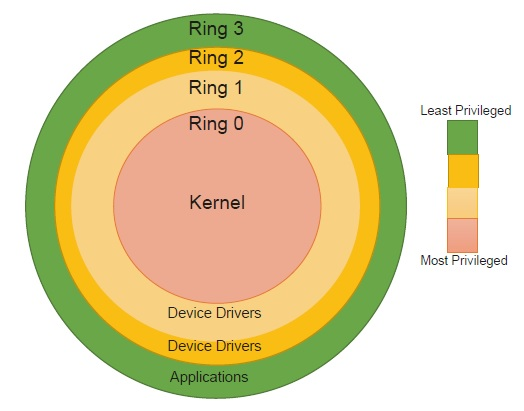 Ring 3
Ring 2
Ring 1
Ring 0
Kernel
Device Drivers
Device Drivers
Applications
Least Privileged
Most Privileged